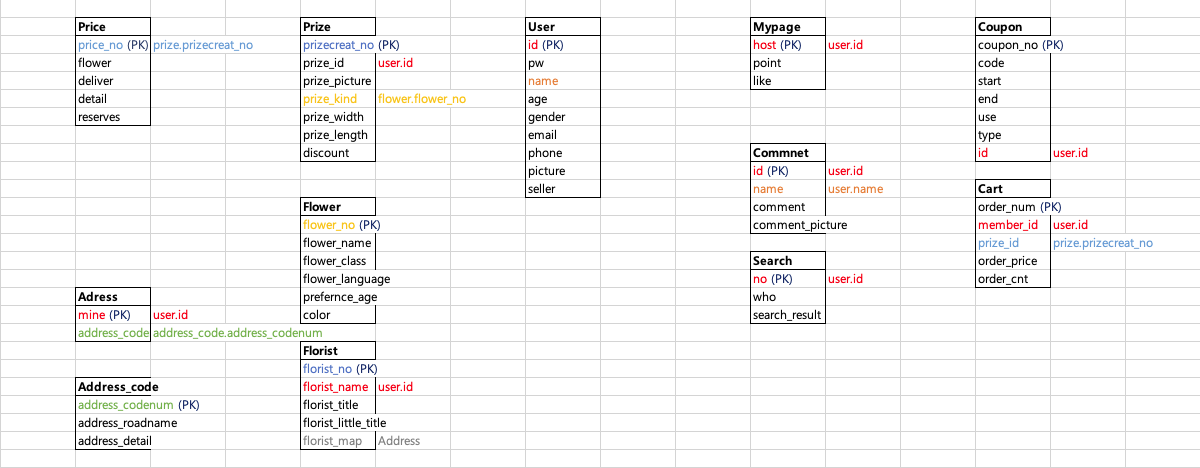 Price
price_no (PK) prize.prizecreat_no
flower
deliver
detail
reserves
Prize
prizecreat_no (PK)
prize_id user.id
prize_picture
prize_kind flower.flower_no
prize_width
prize_length
discount
User
id (PK)
pw
name
age
gender
email
phone
picture
seller
Mypage
host (PK) user.id
point
like
Coupon
coupon_no (PK)
code
start
end
use
type
id user.id
Commnet
id (PK) user.id
name user.name
comment
comment_picture
Cart
order_num (PK)
member_id user.id
prize_id prize.prizecreat_no
order_price
order_cnt
Flower
flower_no (PK)
flower_name
flower_class
flower_language
prefernce_age
color
Search
no (PK) user.id
who
search_result
Adress
mine (PK) user.id
address_code address_code.address_codenum
Florist
florist_no (PK)
florist_name user.id
florist_title
florist_little_title
florist_map Address
Address_code
address_codenum (PK)
address_roadname
address_detail